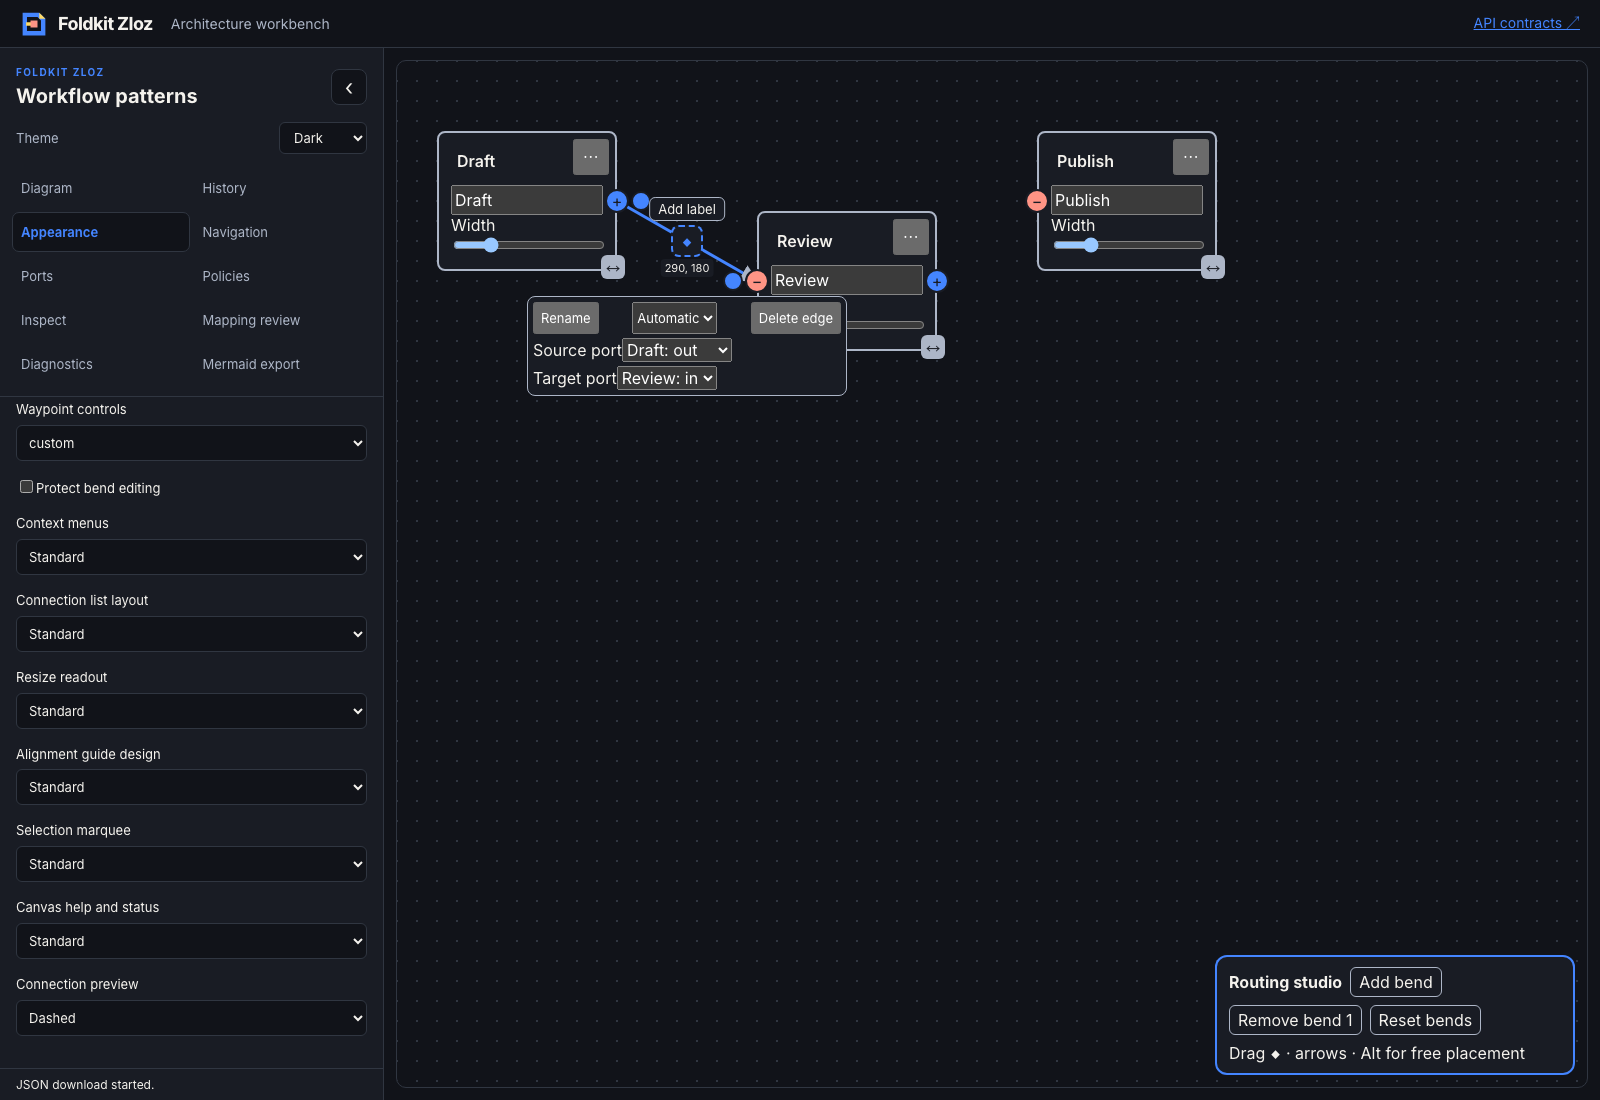 Foldkit Zloz
Architecture workbench
API contracts ↗
FOLDKIT ZLOZ
Workflow patterns
Theme
Dark
Diagram
History
Appearance
Navigation
Ports
Policies
Inspect
Mapping review
Diagnostics
Mermaid export
Waypoint controls
custom
Protect bend editing
Context menus
Standard
Connection list layout
Standard
Resize readout
Standard
Alignment guide design
Standard
Selection marquee
Standard
Canvas help and status
Standard
Connection preview
Dashed
JSON download started.
Draft
...
Draft
Width
Add label
290, 180
Review
...
Review
Publish
...
Publish
Width
Rename
Automatic
Delete edge
Source port
Draft: out
Target port
Review: in
Routing studio
Add bend
Remove bend 1
Reset bends
Drag ⬥ · arrows · Alt for free placement